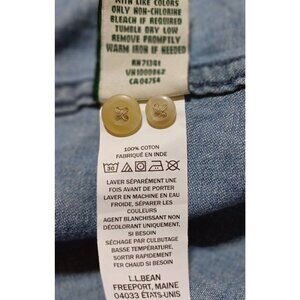 WITH LIKE COLORS
ONLY NON-CHLORINE
BLEACH IF REQUIRED
TUMBLE DRY LOW
REMOVE PROMPTLY
WARM IRON IF NEEDED
RN71341
CA04754
100% COTON
FABRIQUÉ EN INDE
30
LAVER SÉPARÉMENT UNE
FOIS AVANT DE PORTER
LAVER EN MACHINE EN EAU
FROIDE, SÉPARER LES
COULEURS
AGENT BLANCHISSANT NON
DÉCOLORANT UNIQUEMENT,
SI BESOIN
SÉCHAGE PAR CULBUTAGE
BASSE TEMPÉRATURE,
SORTIR RAPIDEMENT
FER CHAUD SI BESOIN
L.L.BEAN
FREEPORT, MAINE
04033 ÉTATS-UNIS